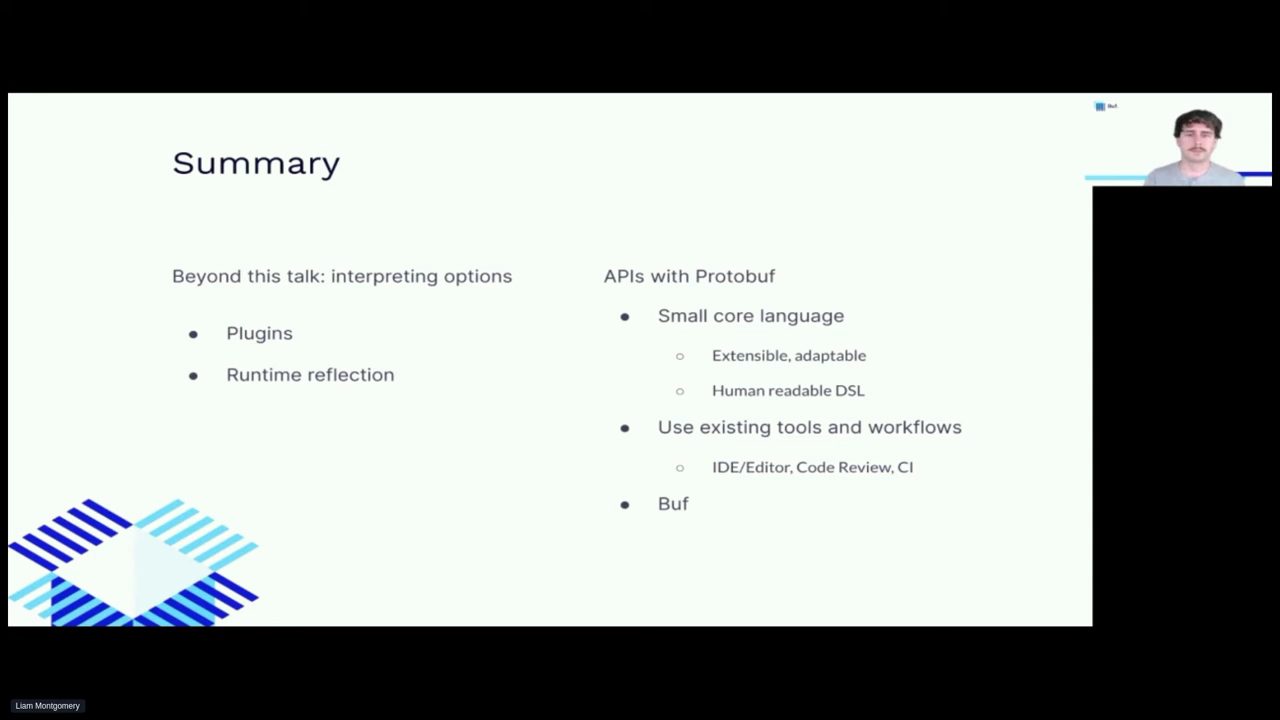 Buf
Summary
Beyond this talk: interpreting options
● Plugins
● Runtime reflection
APIs with Protobuf
● Small core language
○ Extensible, adaptable
○ Human readable DSL
● Use existing tools and workflows
○ IDE/Editor, Code Review, CI
● Buf
Liam Montgomery